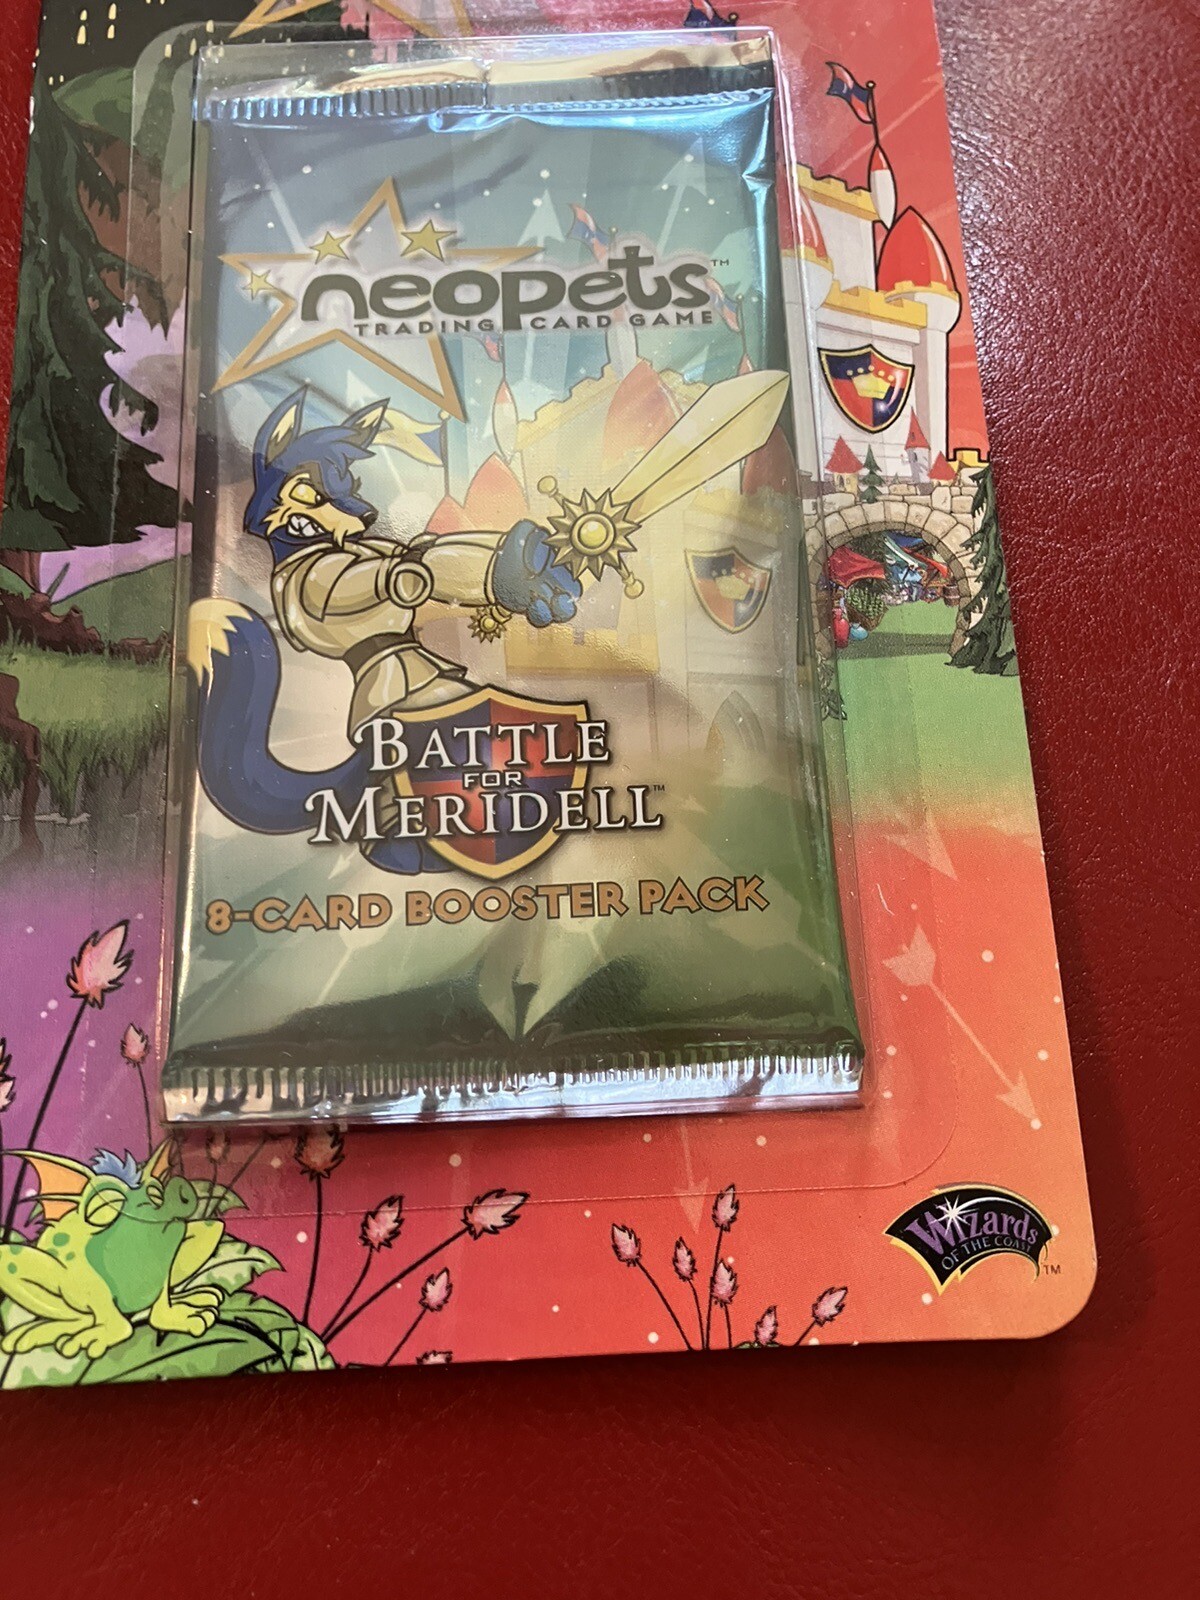 neopets™
TRADING CARD GAME
BATTLE
FOR
MERIDELL™
8-CARD BOOSTER PACK
Wizards
OF THE COAST
™